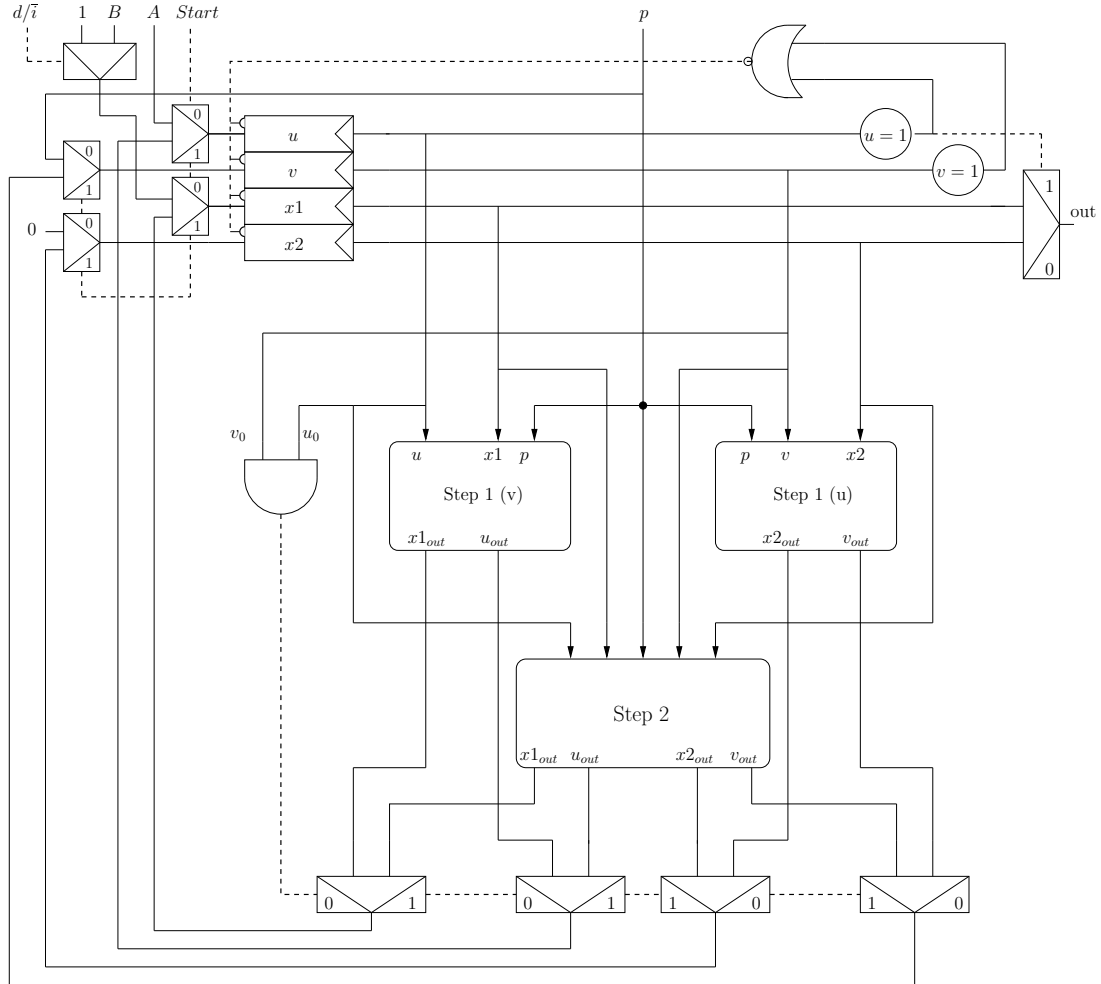 d/i̅ 1 B A Start p
0
1
u
u = 1
0
1
v
v = 1
0
1
x1
1
0
0
1
x2
out
0
v₀ u₀
u x1 p
p v x2
Step 1 (v)
Step 1 (u)
x1ₒᵤₜ uₒᵤₜ
x2ₒᵤₜ vₒᵤₜ
Step 2
x1ₒᵤₜ uₒᵤₜ x2ₒᵤₜ vₒᵤₜ
0 1 0 1 1 0 1 0